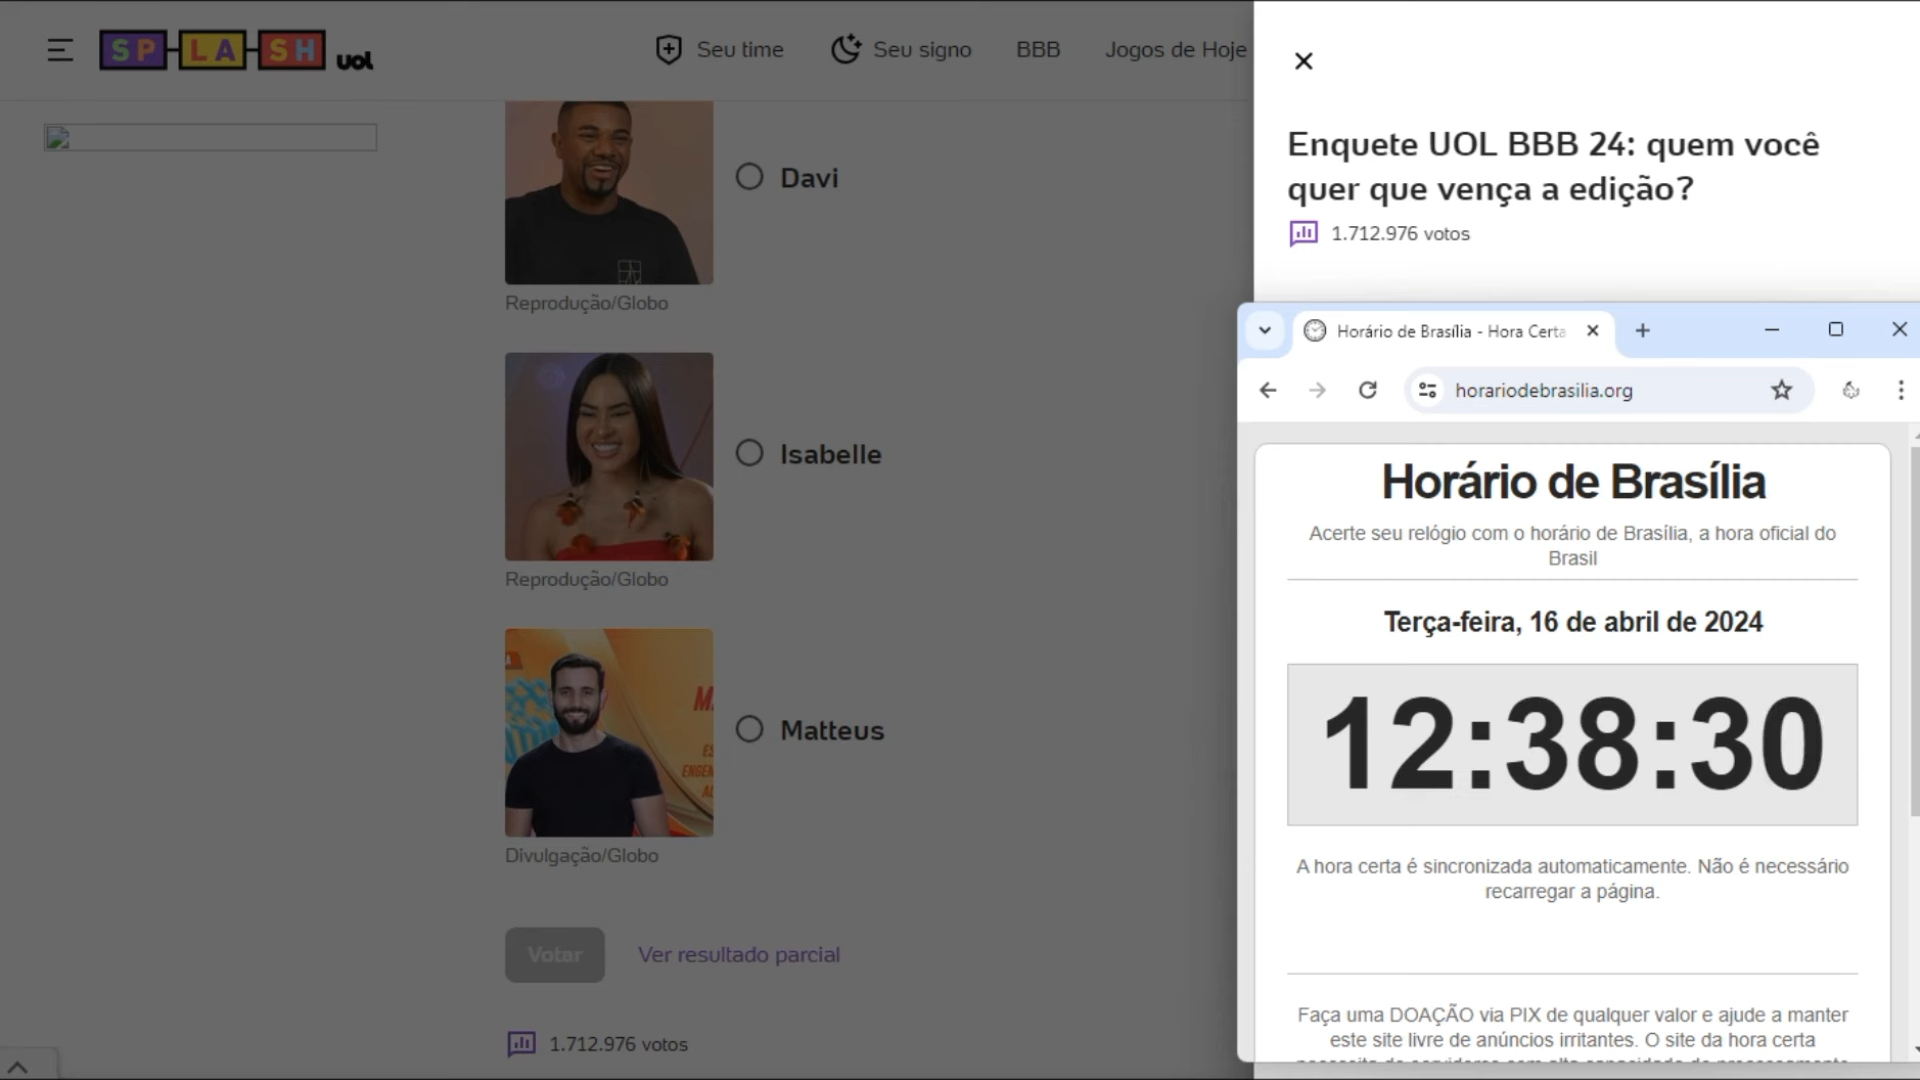 SPLASH uol
Seu time
Seu signo
BBB
Jogos de Hoje
Davi
Reprodução/Globo
Isabelle
Reprodução/Globo
Matteus
Divulgação/Globo
Votar
Ver resultado parcial
1.712.976 votos
Enquete UOL BBB 24: quem você
quer que vença a edição?
1.712.976 votos
Horário de Brasília - Hora Certa
horariodebrasilia.org
Horário de Brasília
Acerte seu relógio com o horário de Brasília, a hora oficial do
Brasil
Terça-feira, 16 de abril de 2024
12:38:30
A hora certa é sincronizada automaticamente. Não é necessário
recarregar a página.
Faça uma DOAÇÃO via PIX de qualquer valor e ajude a manter
este site livre de anúncios irritantes. O site da hora certa